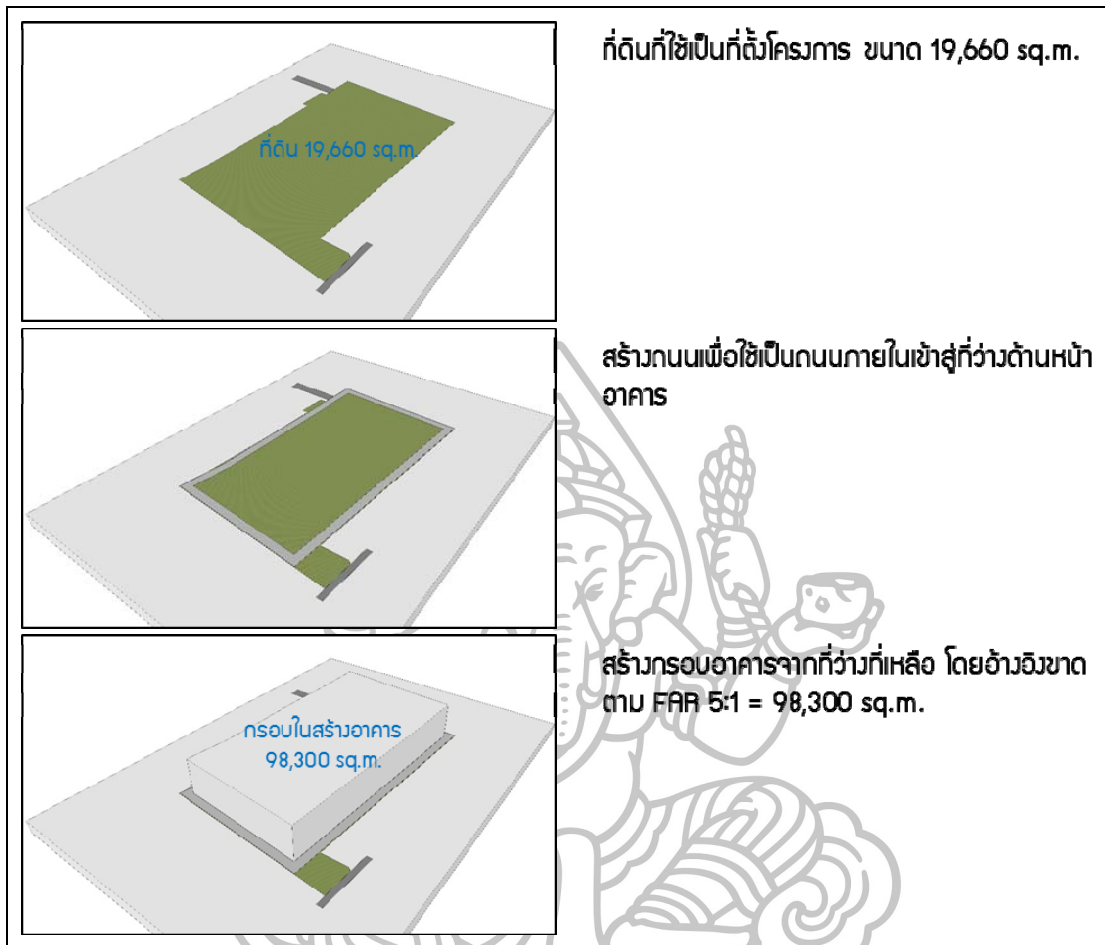 ที่ดินที่ใช้เป็นที่ตั้งโครงการ ขนาด 19,660 sq.m.
ที่ดิน 19,660 sq.m.
สร้างถนนเพื่อใช้เป็นถนนภายในเข้าสู่ที่ว่างด้านหน้า
อาคาร
สร้างกรอบอาคารจากที่ว่างที่เหลือ โดยอ้างอิงขาด
ตาม FAR 5:1 = 98,300 sq.m.
กรอบในสร้างอาคาร
98,300 sq.m.